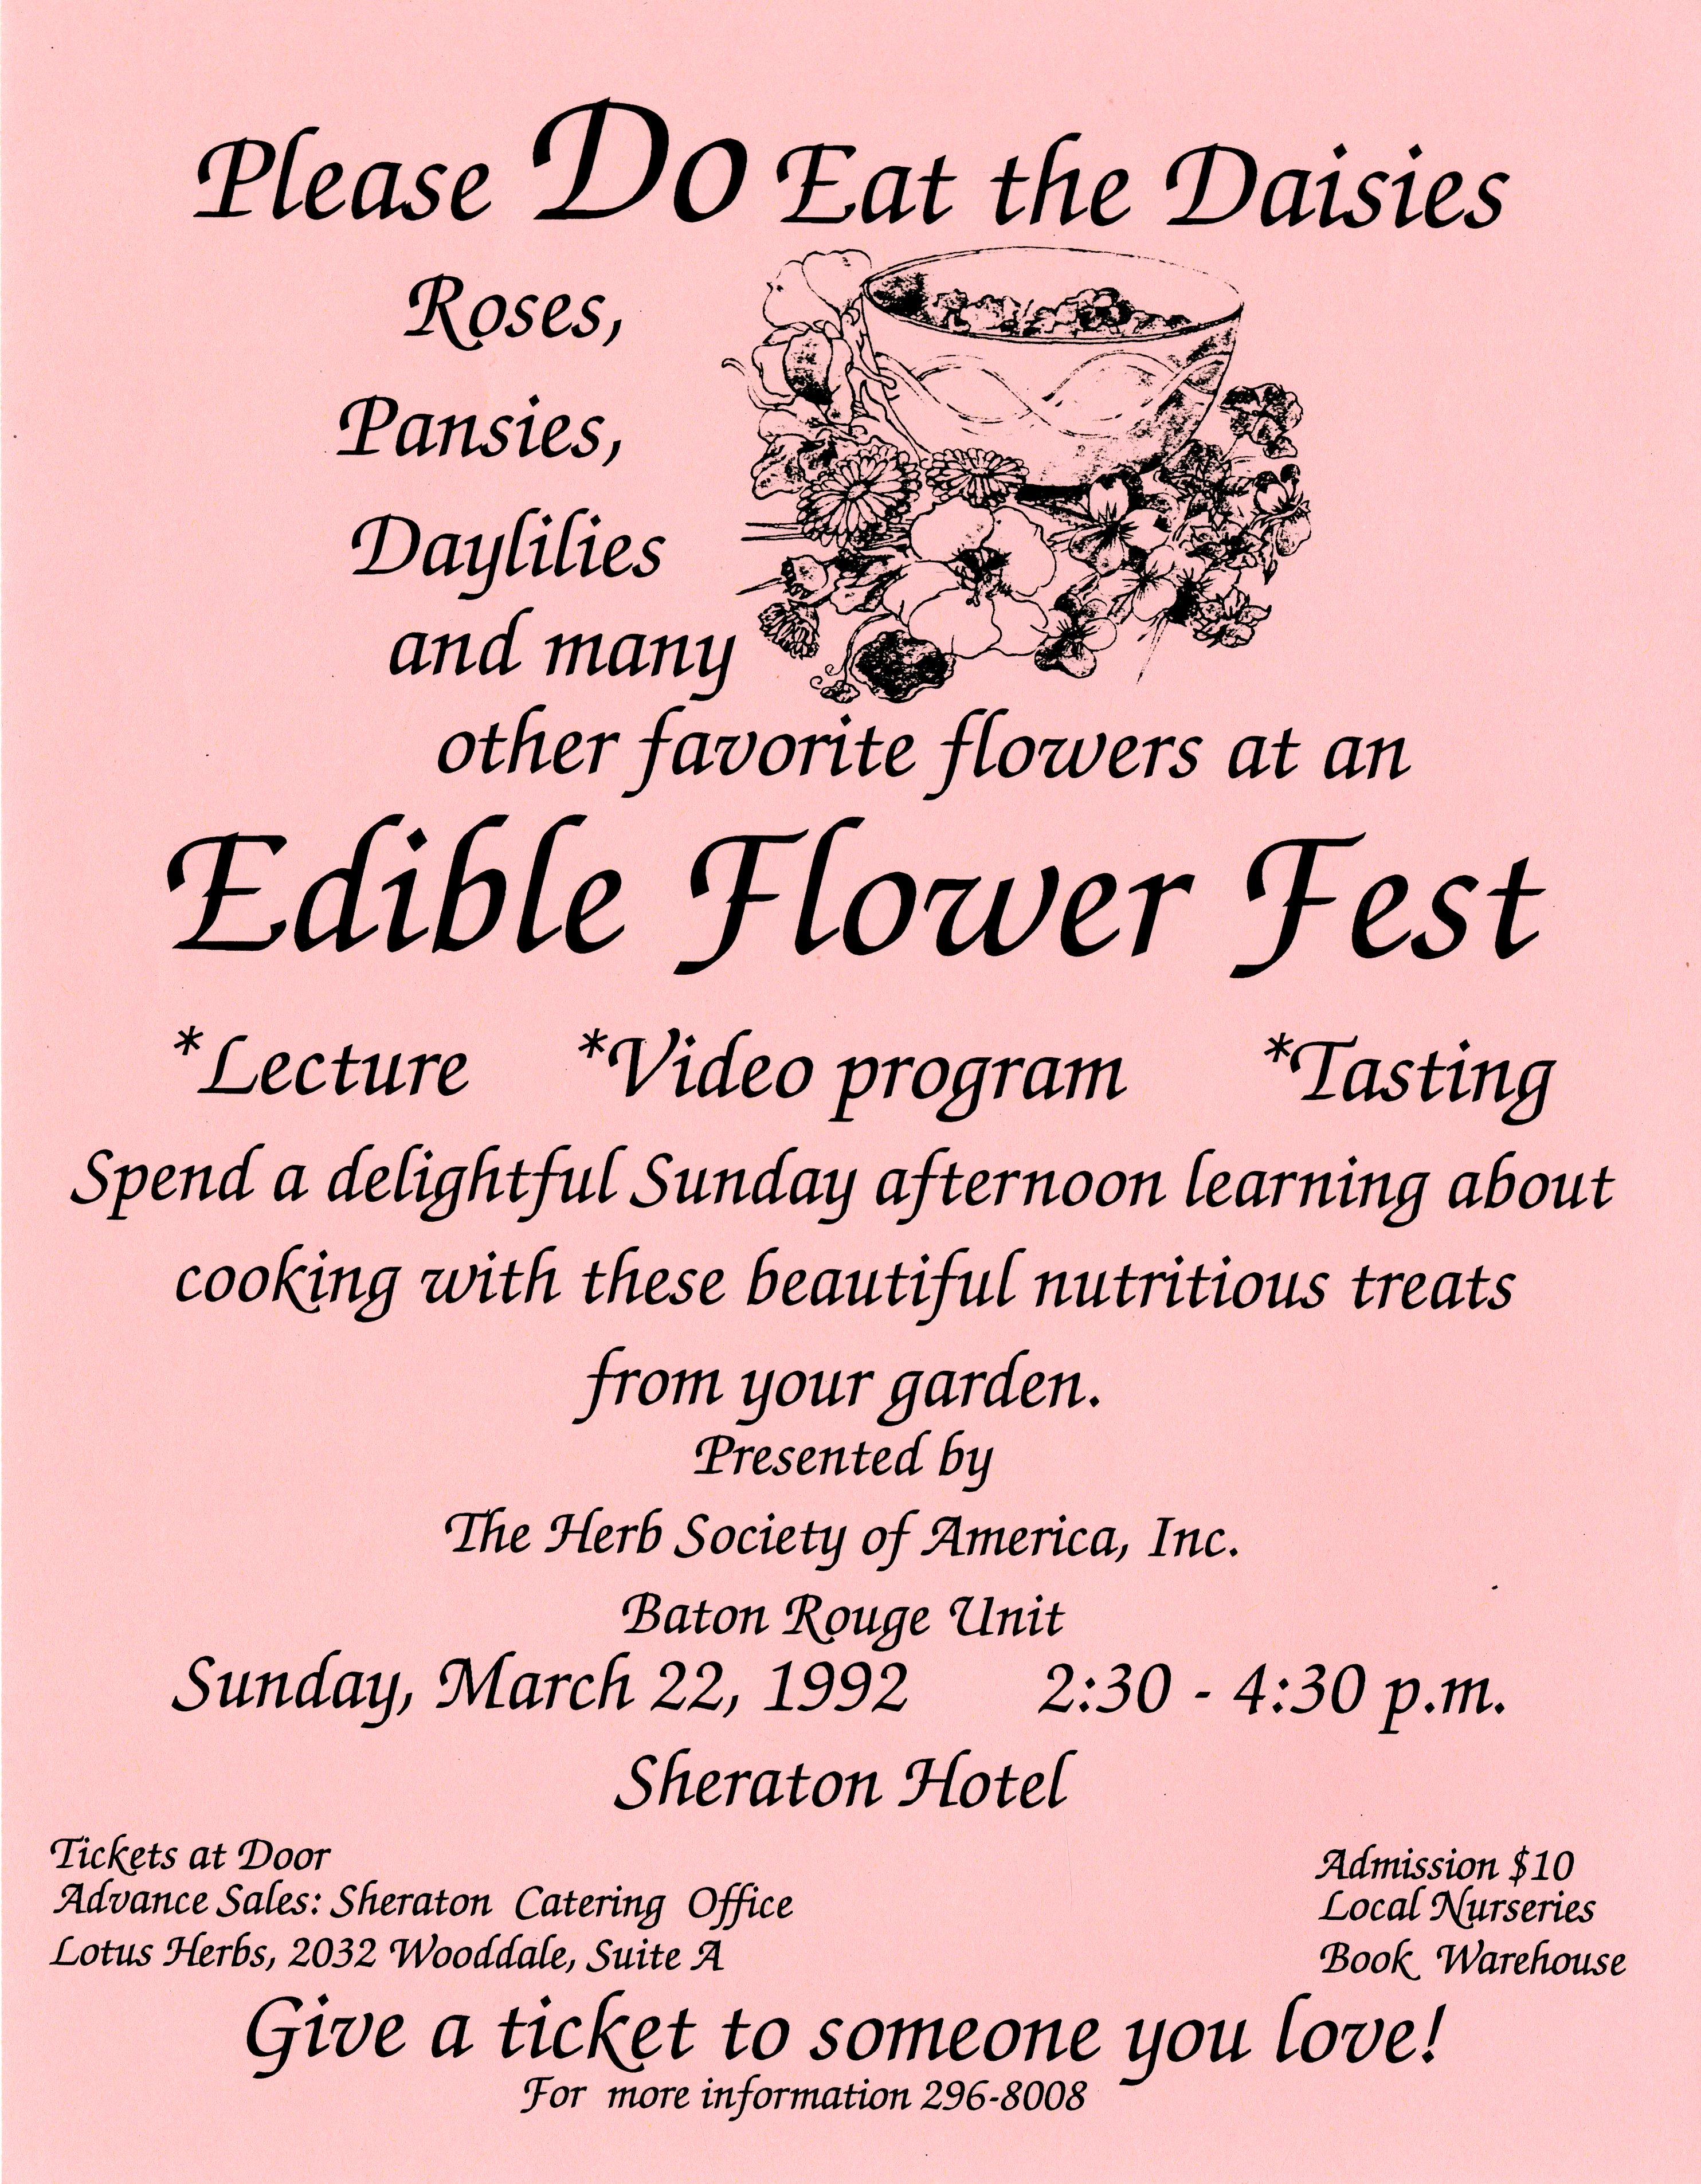 Please Do Eat the Daisies
Roses,
Pansies,
Daylilies
and many
other favorite flowers at an
Edible Flower Fest
*Lecture *Video program *Tasting
Spend a delightful Sunday afternoon learning about
cooking with these beautiful nutritious treats
from your garden.
Presented by
The Herb Society of America, Inc.
Baton Rouge Unit
Sunday, March 22, 1992 2:30 - 4:30 p.m.
Sheraton Hotel
Tickets at Door Admission $10
Advance Sales: Sheraton Catering Office Local Nurseries
Lotus Herbs, 2032 Wooddale, Suite A Book Warehouse
Give a ticket to someone you love!
For more information 296-8008